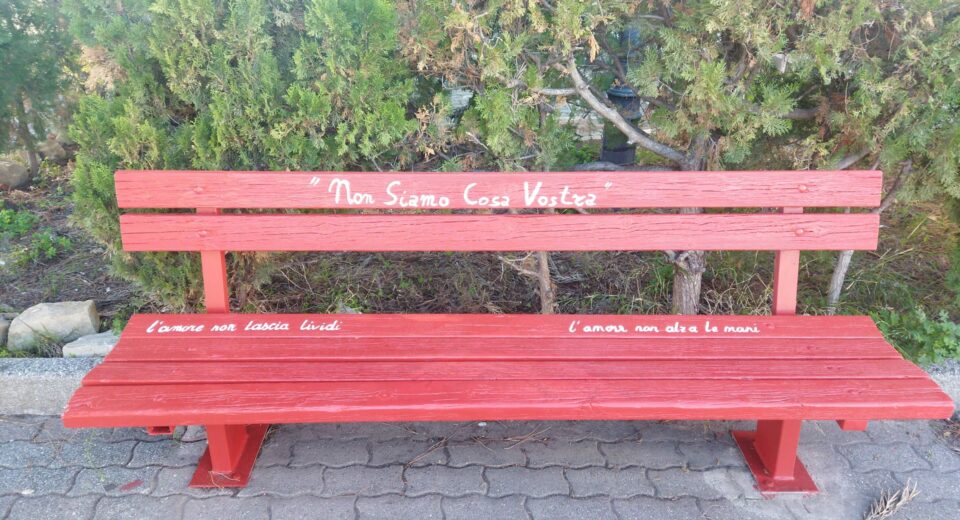 "Non Siamo Cosa Vostra"
l'amore non lascia lividi
l'amore non alza le mani